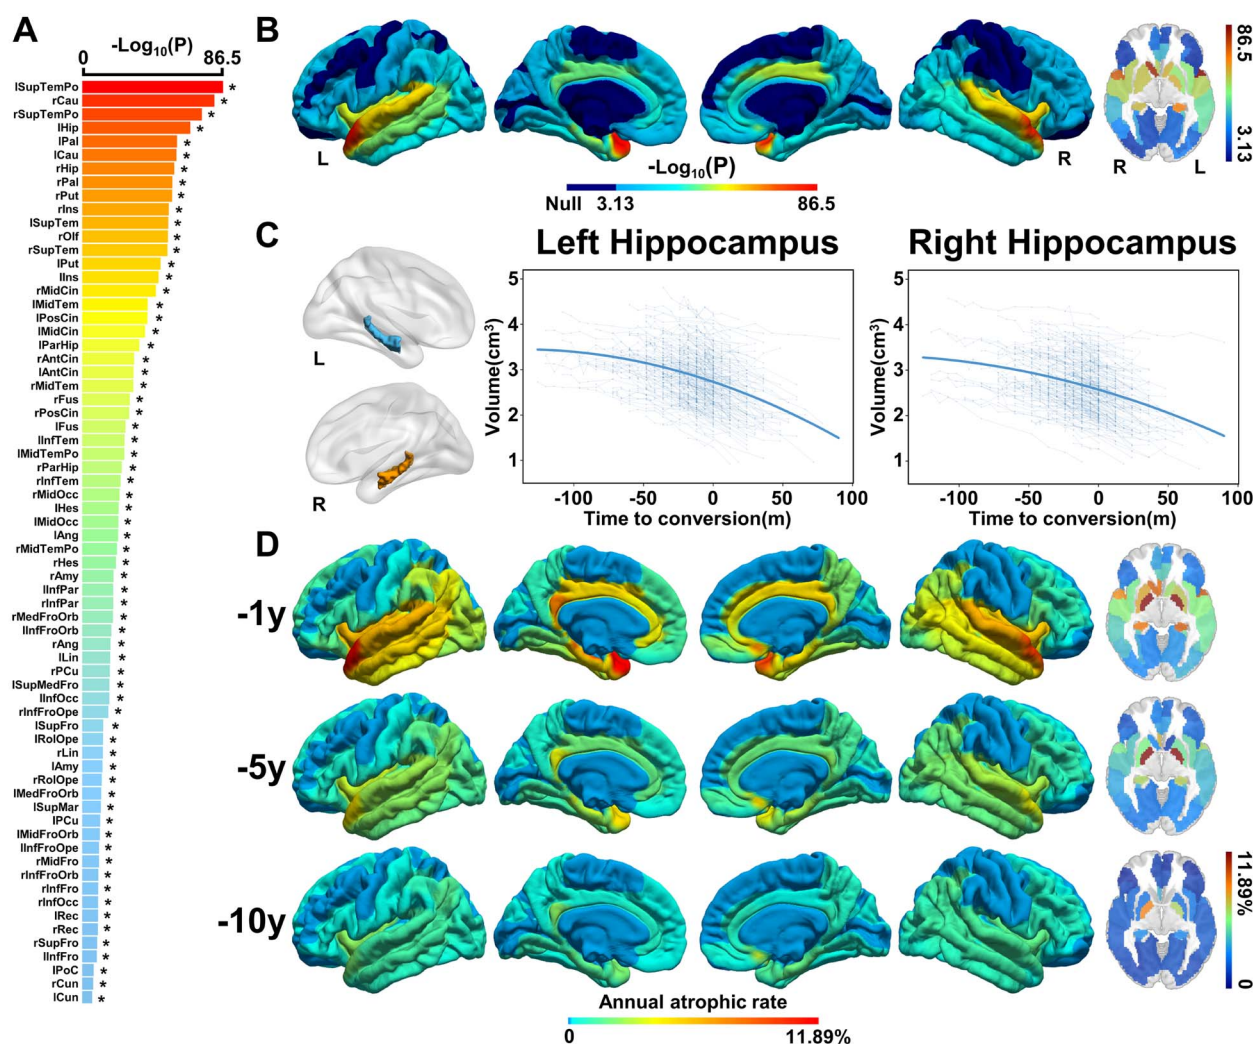 A
-Log10(P)
0 86.5
lSupTemPo *
rCau *
rSupTemPo *
lHip *
lPal *
lCau *
rHip *
rPal *
rPut *
rIns *
lSupTem *
rOlf *
rSupTem *
lPut *
lIns *
rMidCin *
lMidTem *
lPosCin *
lMidCin *
lParHip *
rAntCin *
lAntCin *
rMidTem *
rFus *
rPosCin *
lFus *
lInfTem *
lMidTemPo *
rParHip *
rInfTem *
rMidOcc *
lHes *
lMidOcc *
lAng *
rMidTemPo *
rHes *
rAmy *
lInfPar *
rInfPar *
rMedFroOrb *
lInfFroOrb *
rAng *
lLin *
rPCu *
lSupMedFro *
lInfOcc *
rInfFroOpe *
lSupFro *
lRolOpe *
rLin *
lAmy *
rRolOpe *
lMedFroOrb *
lSupMar *
lPCu *
lMidFroOrb *
lInfFroOpe *
rMidFro *
rInfFroOrb *
rInfFro *
rInfOcc *
lRec *
rRec *
rSupFro *
lInfFro *
lPoC *
rCun *
lCun *
B
L R R L
-Log10(P)
Null 3.13 86.5
86.5
3.13
C
L
R
Left Hippocampus
Volume(cm3)
5
4
3
2
1
-100 -50 0 50 100
Time to conversion(m)
Right Hippocampus
Volume(cm3)
5
4
3
2
1
-100 -50 0 50 100
Time to conversion(m)
D
-1y
-5y
-10y
11.89%
0
Annual atrophic rate
0 11.89%